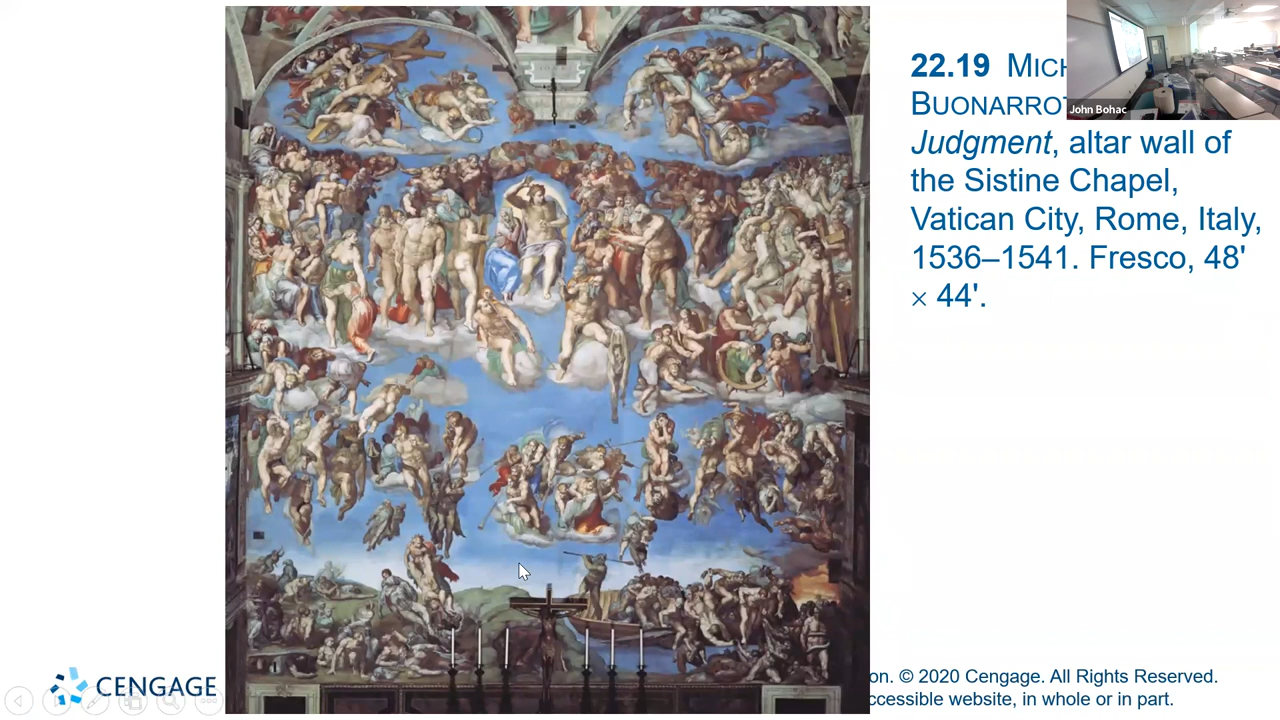 22.19 MICH
BUONARRO
Judgment, altar wall of
the Sistine Chapel,
Vatican City, Rome, Italy,
1536–1541. Fresco, 48'
× 44'.
John Bohac
CENGAGE
on. © 2020 Cengage. All Rights Reserved.
ccessible website, in whole or in part.